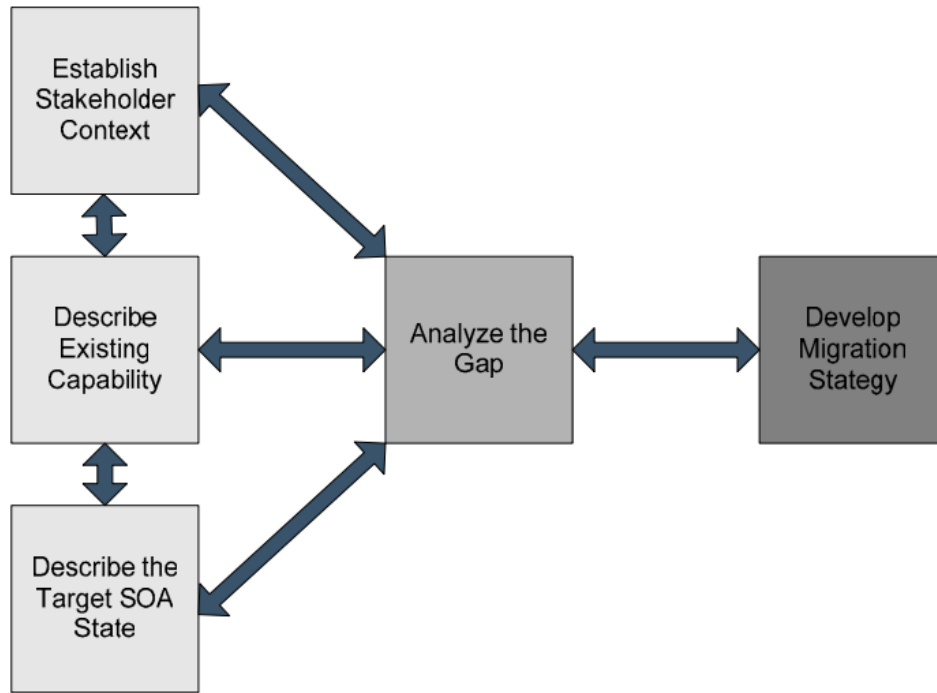 Establish
Stakeholder
Context
Describe
Existing
Capability
Describe the
Target SOA
State
Analyze the
Gap
Develop
Migration
Stategy